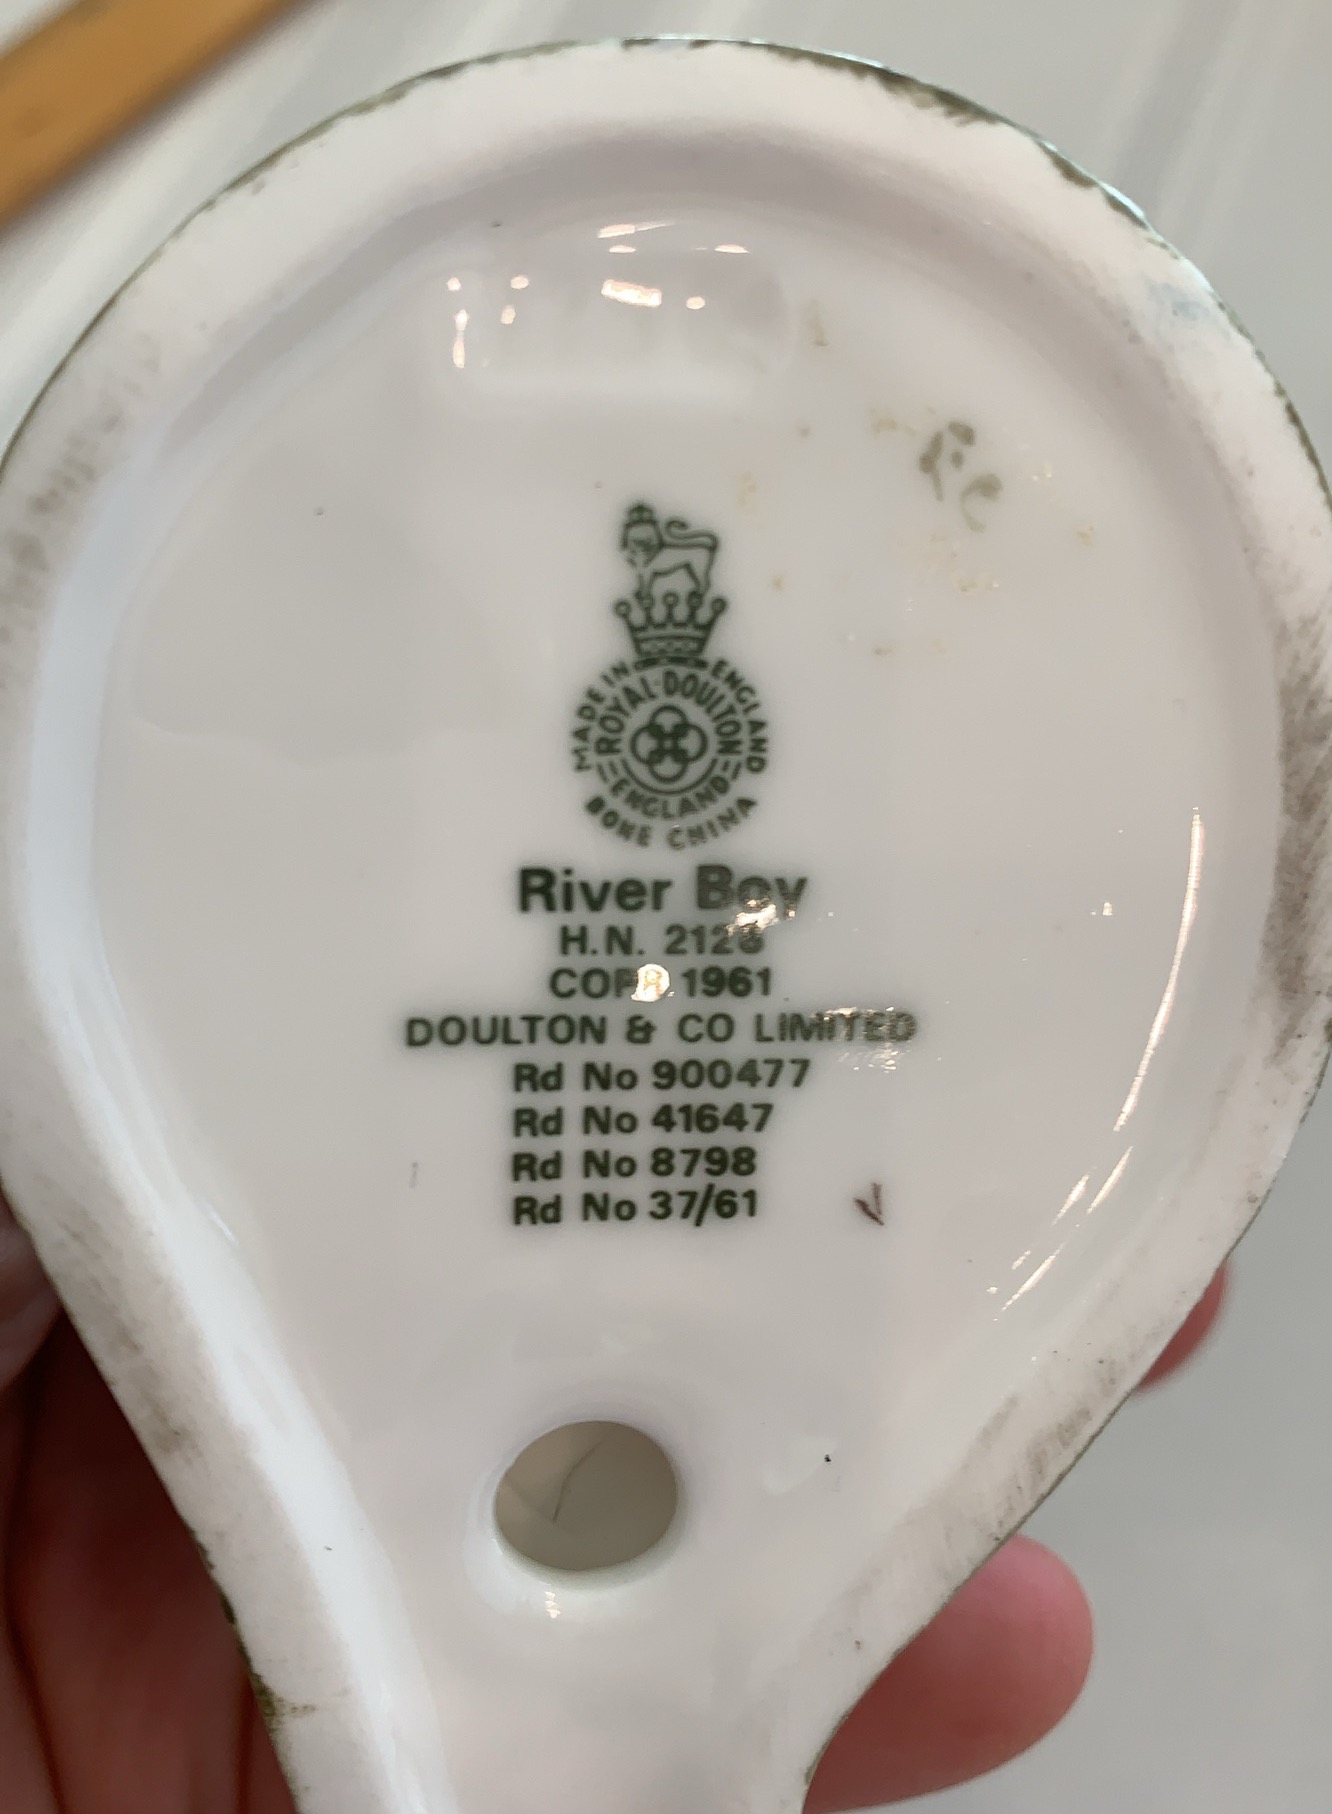 MADE IN ENGLAND
ROYAL·DOULTON
ENGLAND
BONE CHINA
River Boy
H.N. 2128
COPR. 1961
DOULTON & CO LIMITED
Rd No 900477
Rd No 41647
Rd No 8798
Rd No 37/61